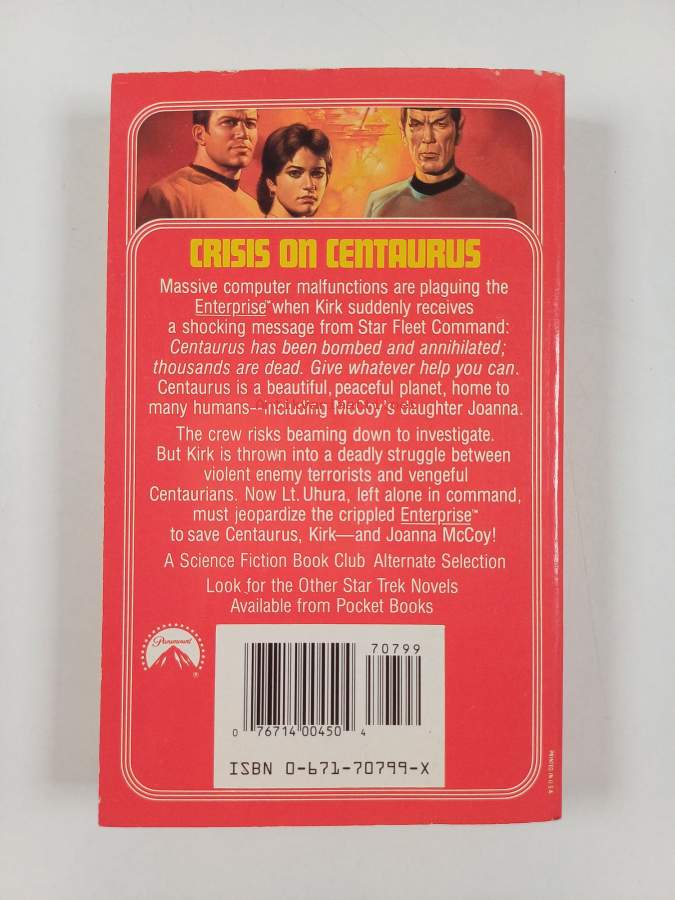 CRISIS ON CENTAURUS
Massive computer malfunctions are plaguing the
Enterprise™ when Kirk suddenly receives
a shocking message from Star Fleet Command:
Centaurus has been bombed and annihilated;
thousands are dead. Give whatever help you can.
Centaurus is a beautiful, peaceful planet, home to
many humans—including McCoy's daughter Joanna.
The crew risks beaming down to investigate.
But Kirk is thrown into a deadly struggle between
violent enemy terrorists and vengeful
Centaurians. Now Lt. Uhura, left alone in command,
must jeopardize the crippled Enterprise™
to save Centaurus, Kirk—and Joanna McCoy!
A Science Fiction Book Club Alternate Selection
Look for the Other Star Trek Novels
Available from Pocket Books
Paramount
®
70799
0 76714 00450 4
ISBN 0-671-70799-X
PRINTED IN U.S.A.